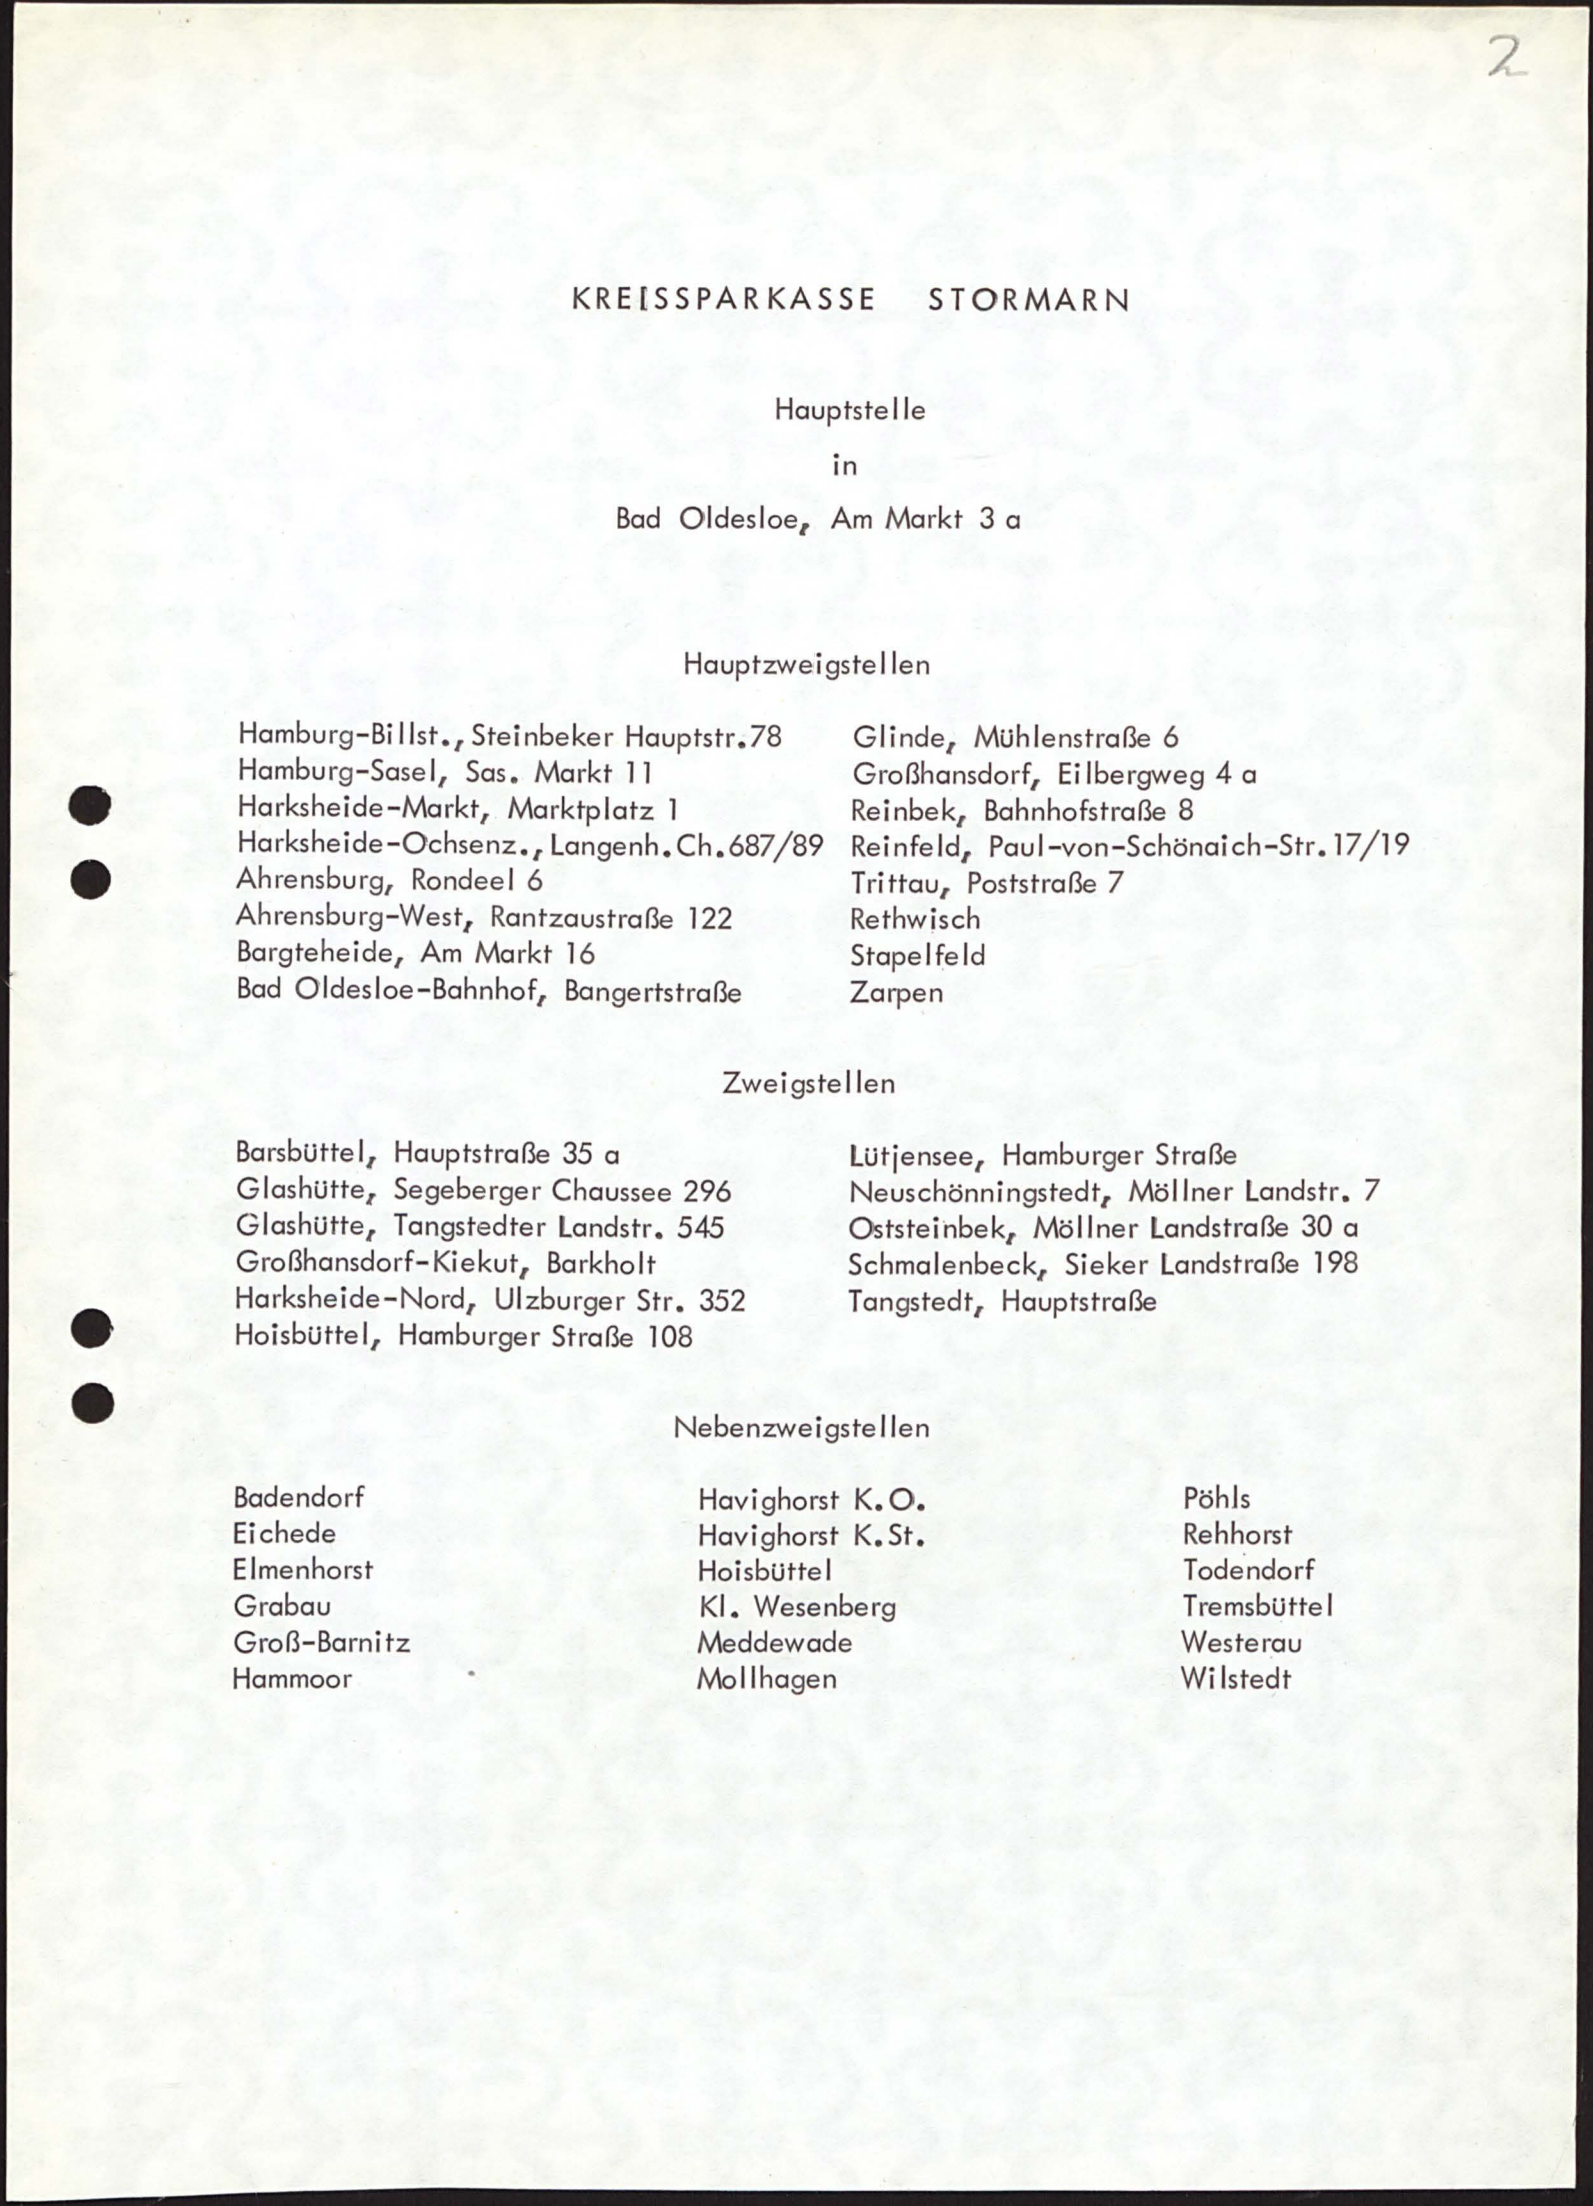 2
KREISSPARKASSE STORMARN
Hauptstelle
in
Bad Oldesloe, Am Markt 3 a
Hauptzweigstellen
Hamburg-Billst., Steinbeker Hauptstr.78
Hamburg-Sasel, Sas. Markt 11
Harksheide-Markt, Marktplatz 1
Harksheide-Ochsenz., Langenh.Ch.687/89
Ahrensburg, Rondeel 6
Ahrensburg-West, Rantzaustraße 122
Bargteheide, Am Markt 16
Bad Oldesloe-Bahnhof, Bangertstraße
Glinde, Mühlenstraße 6
Großhansdorf, Eilbergweg 4 a
Reinbek, Bahnhofstraße 8
Reinfeld, Paul-von-Schönaich-Str.17/19
Trittau, Poststraße 7
Rethwisch
Stapelfeld
Zarpen
Zweigstellen
Barsbüttel, Hauptstraße 35 a
Glashütte, Segeberger Chaussee 296
Glashütte, Tangstedter Landstr. 545
Großhansdorf-Kiekut, Barkholt
Harksheide-Nord, Ulzburger Str. 352
Hoisbüttel, Hamburger Straße 108
Lütjensee, Hamburger Straße
Neuschönningstedt, Möllner Landstr. 7
Oststeinbek, Möllner Landstraße 30 a
Schmalenbeck, Sieker Landstraße 198
Tangstedt, Hauptstraße
Nebenzweigstellen
Badendorf
Eichede
Elmenhorst
Grabau
Groß-Barnitz
Hammoor
Havighorst K.O.
Havighorst K.St.
Hoisbüttel
Kl. Wesenberg
Meddewade
Mollhagen
Pöhls
Rehhorst
Todendorf
Tremsbüttel
Westerau
Wilstedt